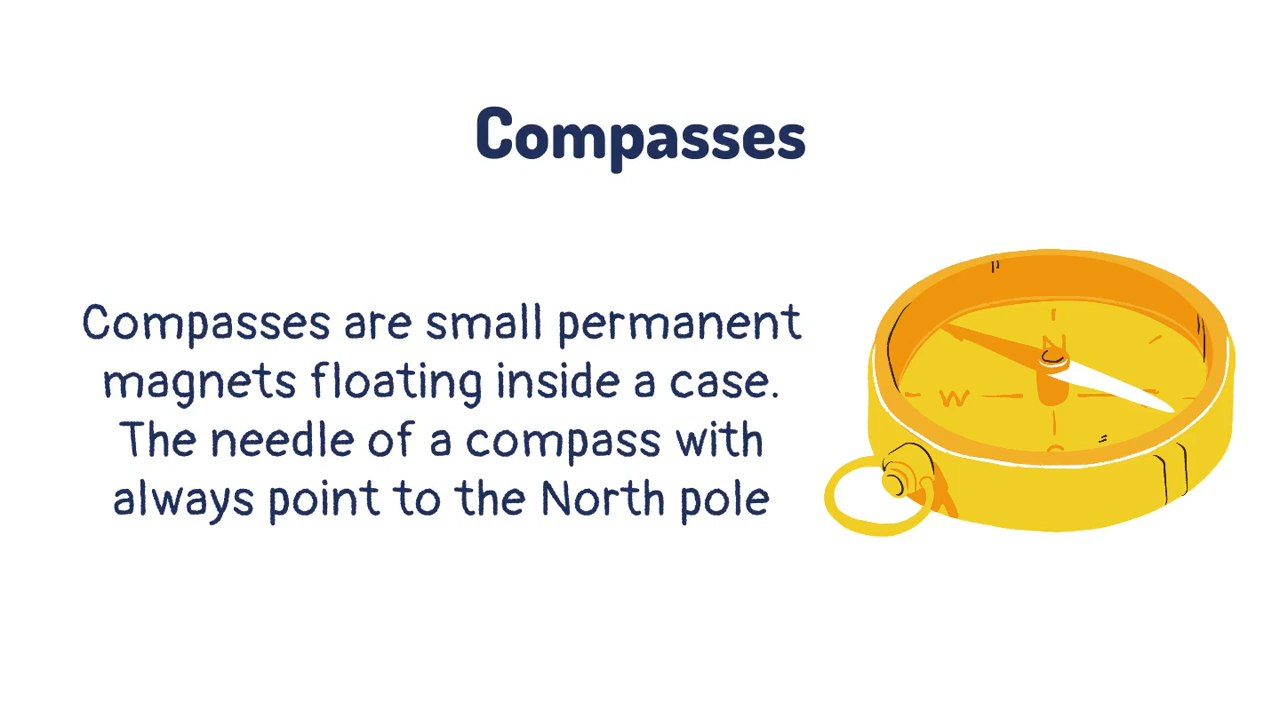 Compasses
Compasses are small permanent
magnets floating inside a case.
The needle of a compass with
always point to the North pole
N
W